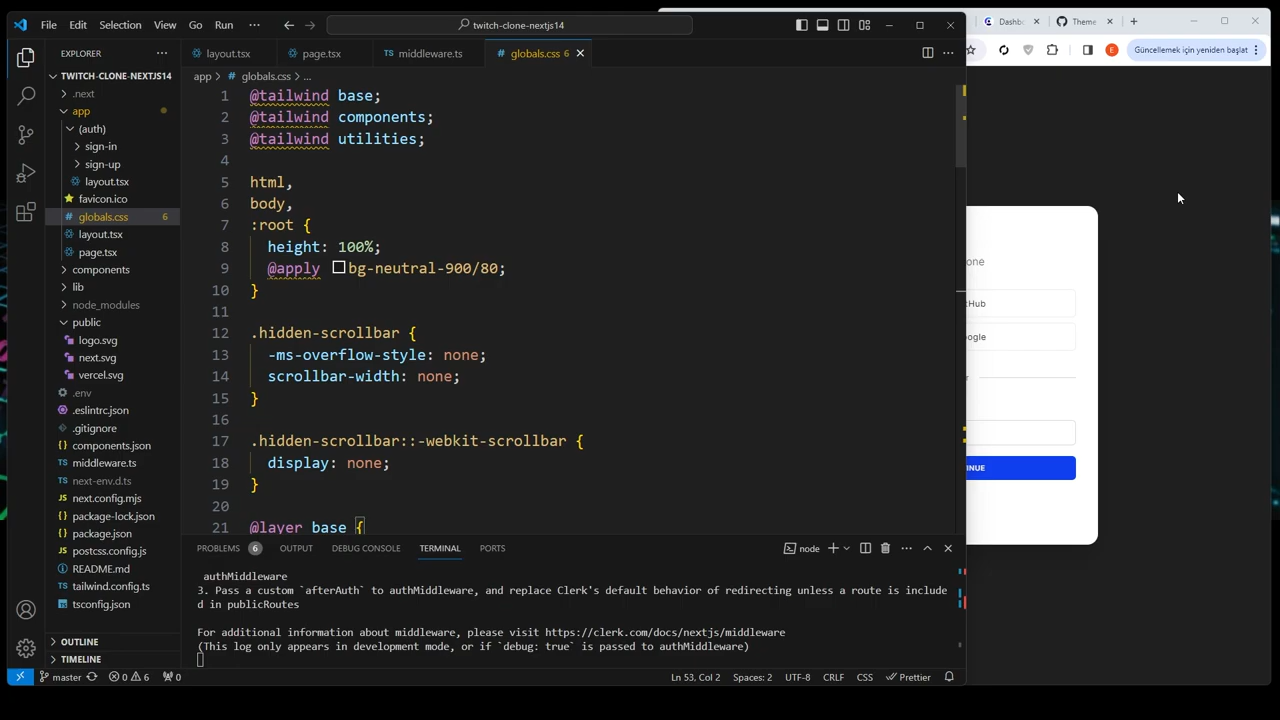 File Edit Selection View Go Run ··· twitch-clone-nextjs14
Dashb
Theme
EXPLORER
layout.tsx page.tsx middleware.ts globals.css 6
Güncellemek için yeniden başlat
E
TWITCH-CLONE-NEXTJS14
app > globals.css > ...
.next
app
(auth)
sign-in
sign-up
layout.tsx
favicon.ico
globals.css 6
layout.tsx
page.tsx
components
lib
node_modules
public
logo.svg
next.svg
vercel.svg
.env
.eslintrc.json
.gitignore
components.json
middleware.ts
next-env.d.ts
next.config.mjs
package-lock.json
package.json
postcss.config.js
README.md
tailwind.config.ts
tsconfig.json
OUTLINE
TIMELINE
1 @tailwind base;
2 @tailwind components;
3 @tailwind utilities;
4
5 html,
6 body,
7 :root {
8 height: 100%;
9 @apply bg-neutral-900/80;
10 }
11
12 .hidden-scrollbar {
13 -ms-overflow-style: none;
14 scrollbar-width: none;
15 }
16
17 .hidden-scrollbar::-webkit-scrollbar {
18 display: none;
19 }
20
21 @layer base {
PROBLEMS 6 OUTPUT DEBUG CONSOLE TERMINAL PORTS node
authMiddleware
3. Pass a custom `afterAuth` to authMiddleware, and replace Clerk's default behavior of redirecting unless a route is include
d in publicRoutes
For additional information about middleware, please visit https://clerk.com/docs/nextjs/middleware
(This log only appears in development mode, or if `debug: true` is passed to authMiddleware)
master 0 6 0 Ln 53, Col 2 Spaces: 2 UTF-8 CRLF CSS Prettier
one
tHub
ogle
r
INUE